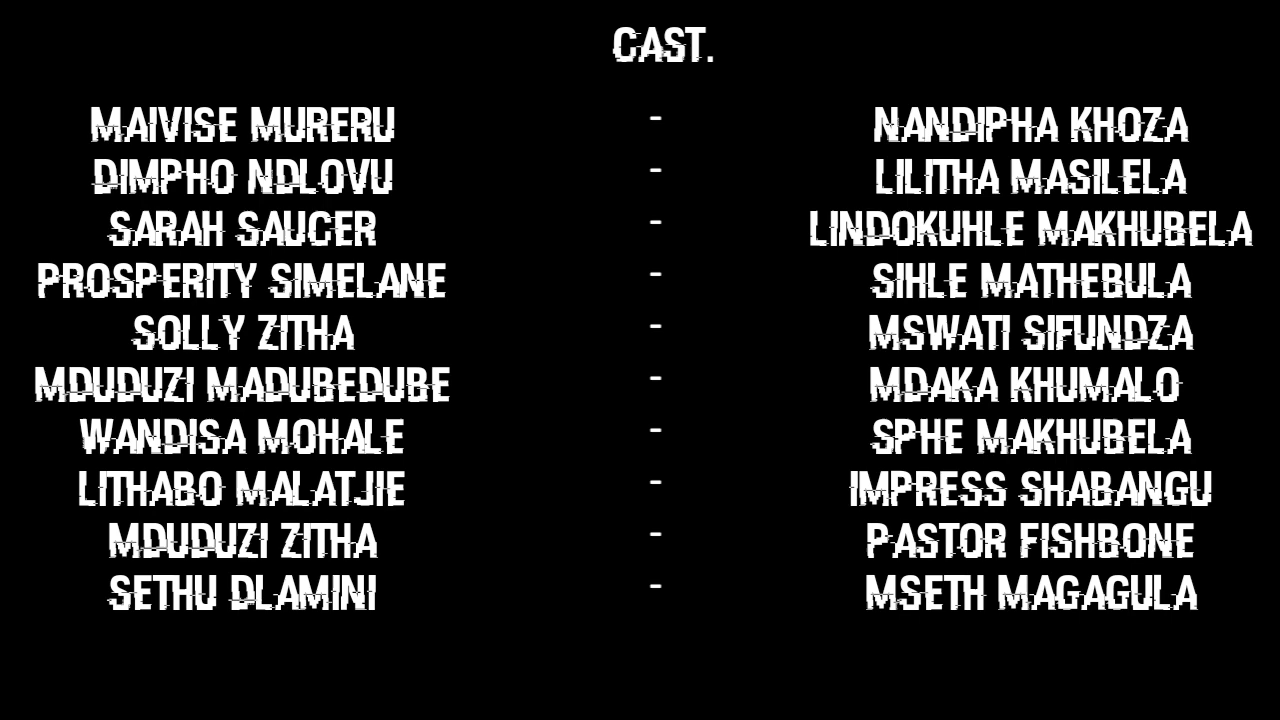 CAST.
MAIVISE MURERU - NANDIPHA KHOZA
DIMPHO NDLOVU - LILITHA MASILELA
SARAH SAUCER - LINDOKUHLE MAKHUBELA
PROSPERITY SIMELANE - SIHLE MATHEBULA
SOLLY ZITHA - MSWATI SIFUNDZA
MDUDUZI MADUBEDUBE - MDAKA KHUMALO
WANDISA MOHALE - SPHE MAKHUBELA
LITHABO MALATJIE - IMPRESS SHABANGU
MDUDUZI ZITHA - PASTOR FISHBONE
SETHU DLAMINI - MSETH MAGAGULA